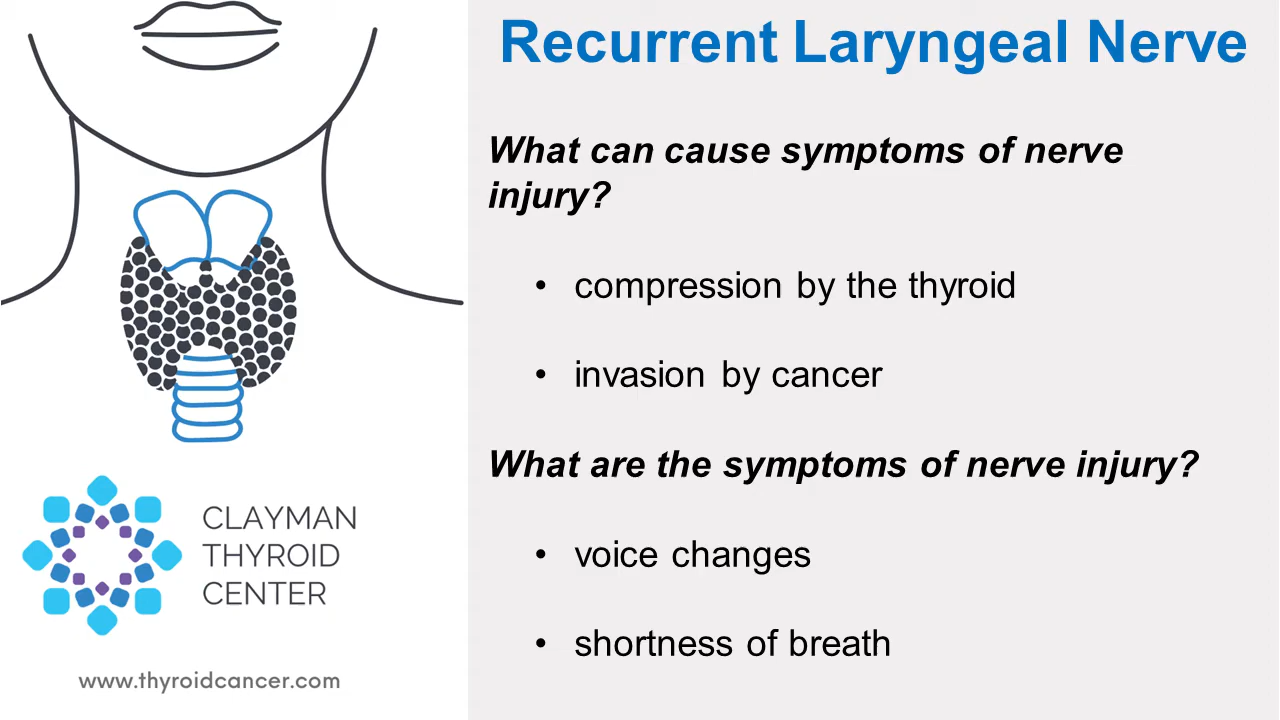 Recurrent Laryngeal Nerve
What can cause symptoms of nerve
injury?
• compression by the thyroid
• invasion by cancer
What are the symptoms of nerve injury?
• voice changes
• shortness of breath
CLAYMAN
THYROID
CENTER
www.thyroidcancer.com